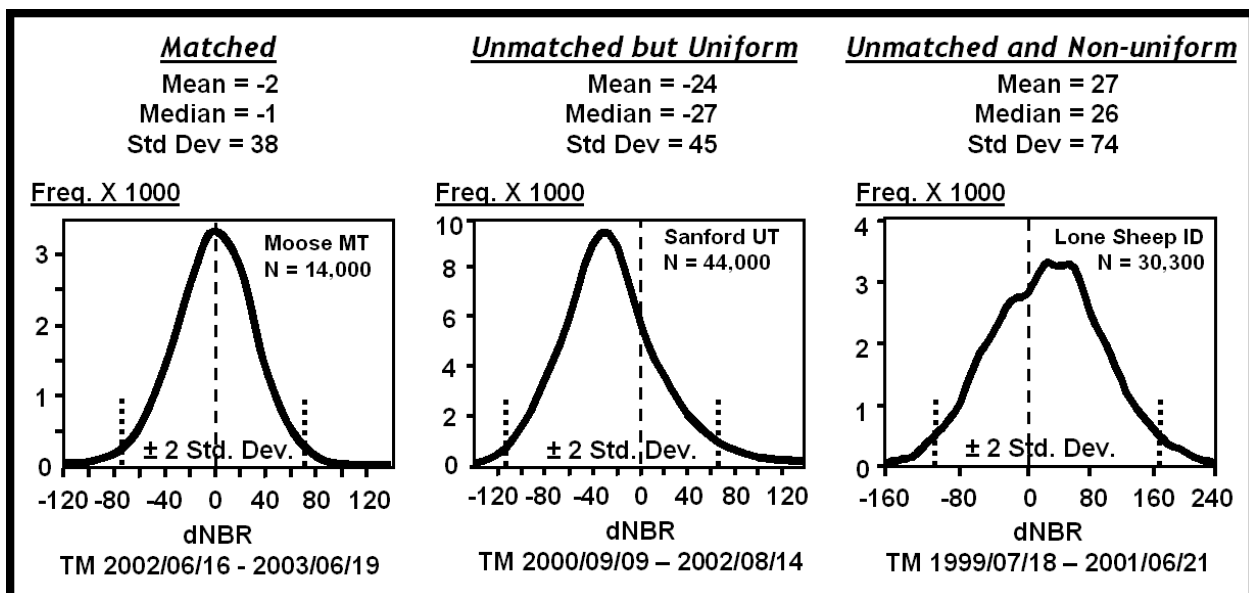 Matched
Mean = -2
Median = -1
Std Dev = 38
Freq. X 1000
3
2
1
0
Moose MT
N = 14,000
± 2 Std. Dev.
-120 -80 -40 0 40 80 120
dNBR
TM 2002/06/16 - 2003/06/19
Unmatched but Uniform
Mean = -24
Median = -27
Std Dev = 45
Freq. X 1000
10
8
6
4
2
0
Sanford UT
N = 44,000
± 2 Std. Dev.
-120 -80 -40 0 40 80 120
dNBR
TM 2000/09/09 – 2002/08/14
Unmatched and Non-uniform
Mean = 27
Median = 26
Std Dev = 74
Freq. X 1000
4
3
2
1
0
Lone Sheep ID
N = 30,300
± 2 Std. Dev.
-160 -80 0 80 160 240
dNBR
TM 1999/07/18 – 2001/06/21